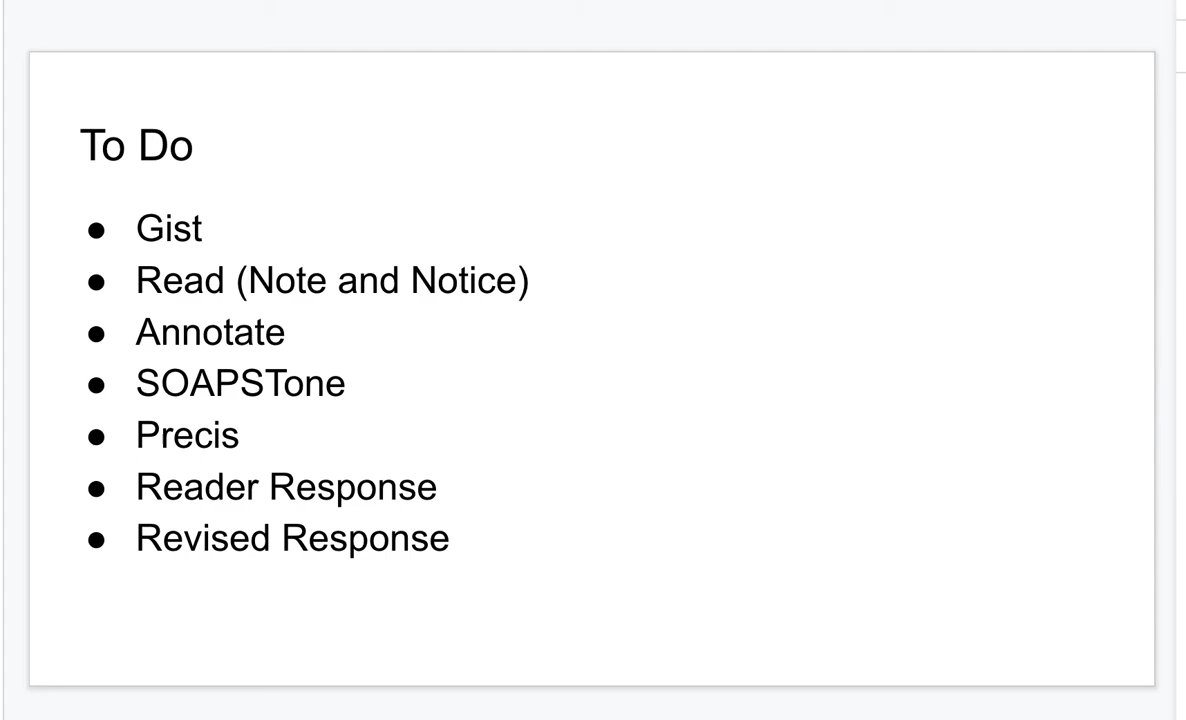 To Do
● Gist
● Read (Note and Notice)
● Annotate
● SOAPSTone
● Precis
● Reader Response
● Revised Response